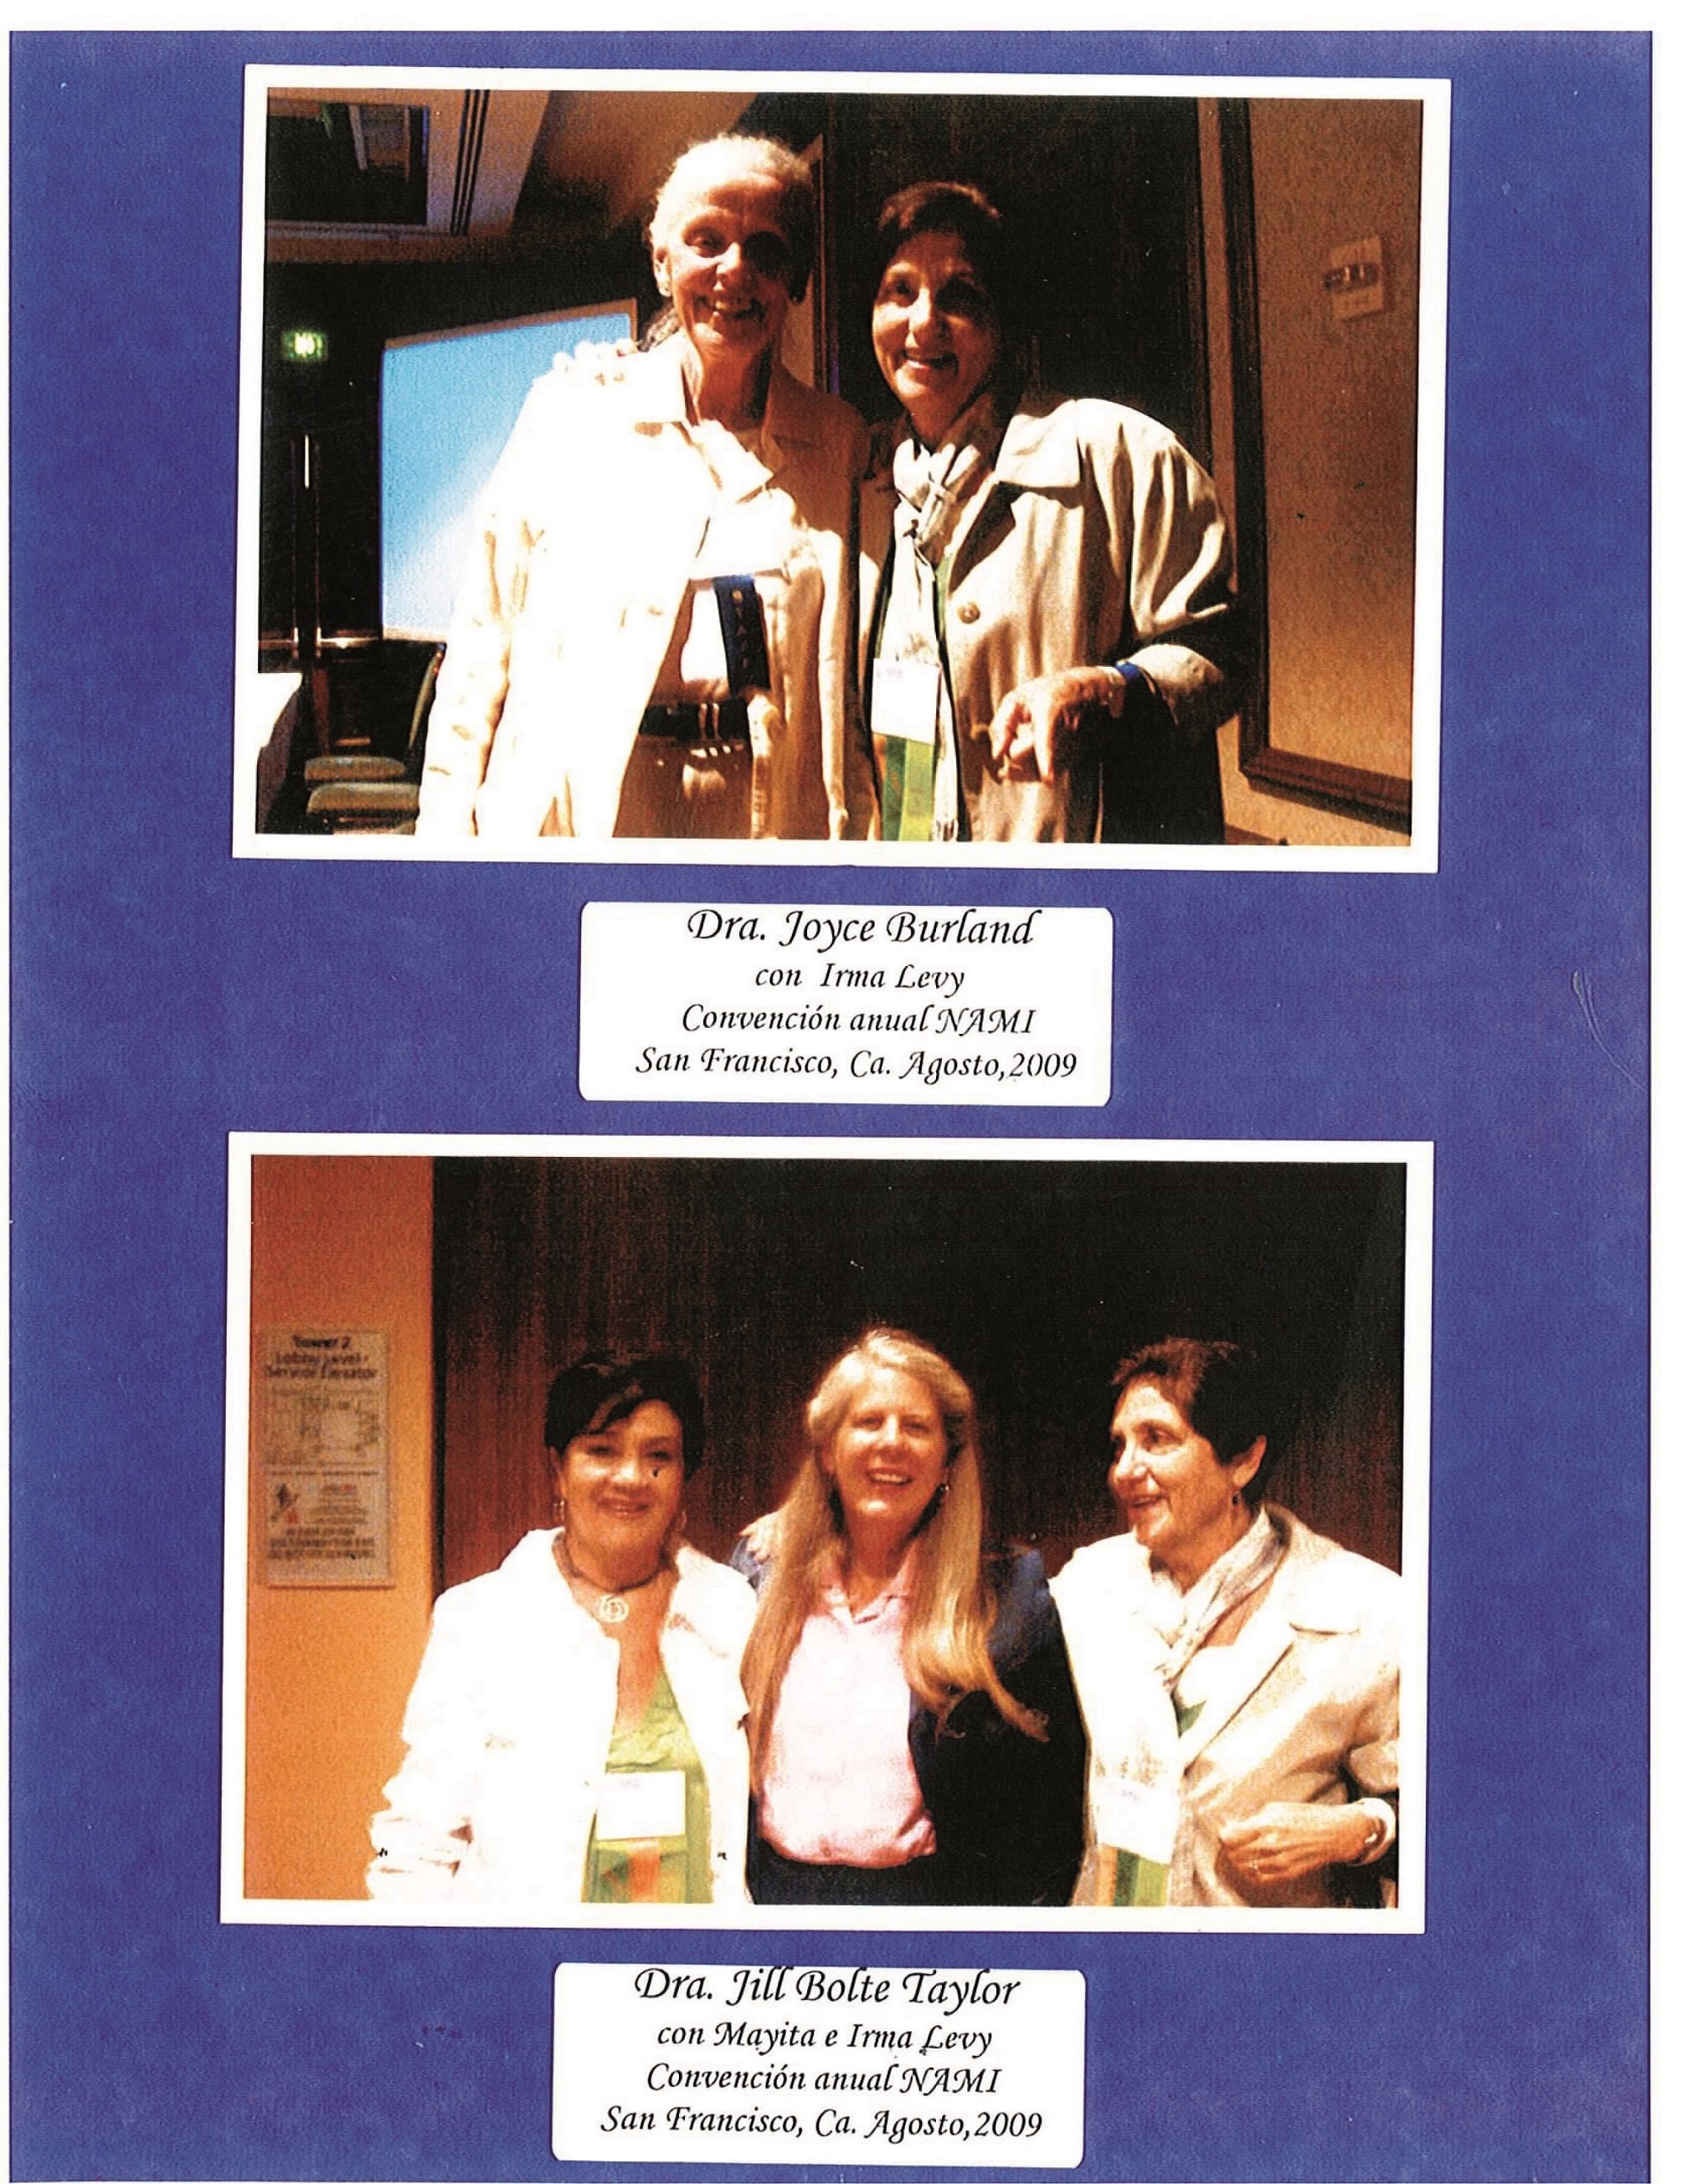 Dra. Joyce Burland
con Irma Levy
Convención anual NAMI
San Francisco, Ca. Agosto,2009
Tower 2
Lobby Level
Service Elevator
Dra. Jill Bolte Taylor
con Mayita e Irma Levy
Convención anual NAMI
San Francisco, Ca. Agosto,2009